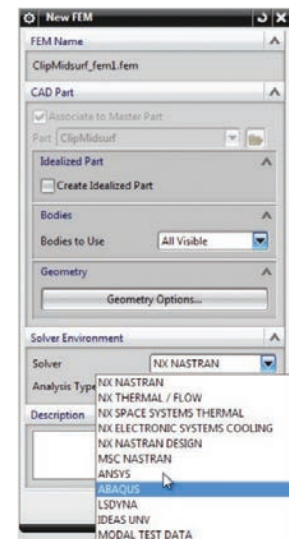 New FEM
FEM Name
ClipMidsurf_fem1.fem
CAD Part
Associate to Master Part
Part ClipMidsurf
Idealized Part
Create Idealized Part
Bodies
Bodies to Use All Visible
Geometry
Geometry Options...
Solver Environment
Solver NX NASTRAN
Analysis Type
NX NASTRAN
NX THERMAL / FLOW
Description
NX SPACE SYSTEMS THERMAL
NX ELECTRONIC SYSTEMS COOLING
NX NASTRAN DESIGN
MSC NASTRAN
ANSYS
ABAQUS
LSDYNA
IDEAS UNV
MODAL TEST DATA